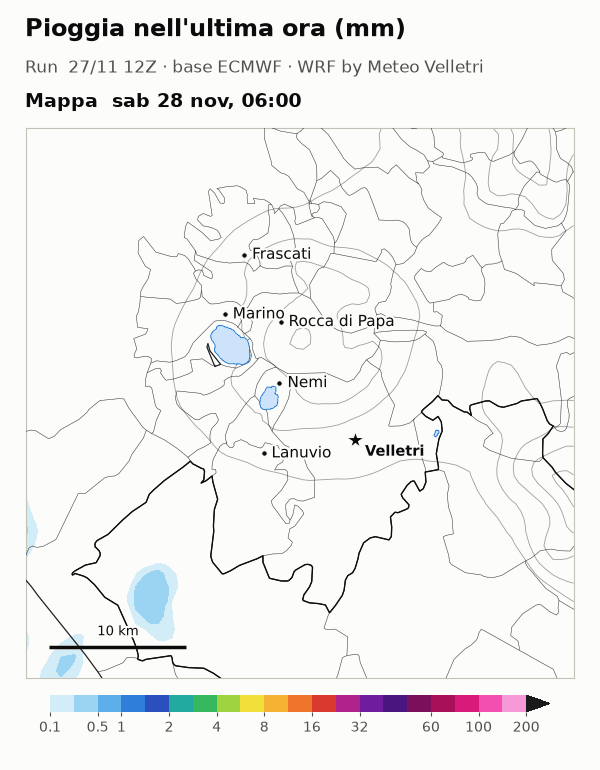 Pioggia nell'ultima ora (mm)
Run  27/11 12Z · base ECMWF · WRF by Meteo Velletri
Mappa  sab 28 nov, 06:00
Frascati
Marino
Rocca di Papa
Nemi
Velletri
Lanuvio
10 km
0.1 0.5 1 2 4 8 16 32 60 100 200